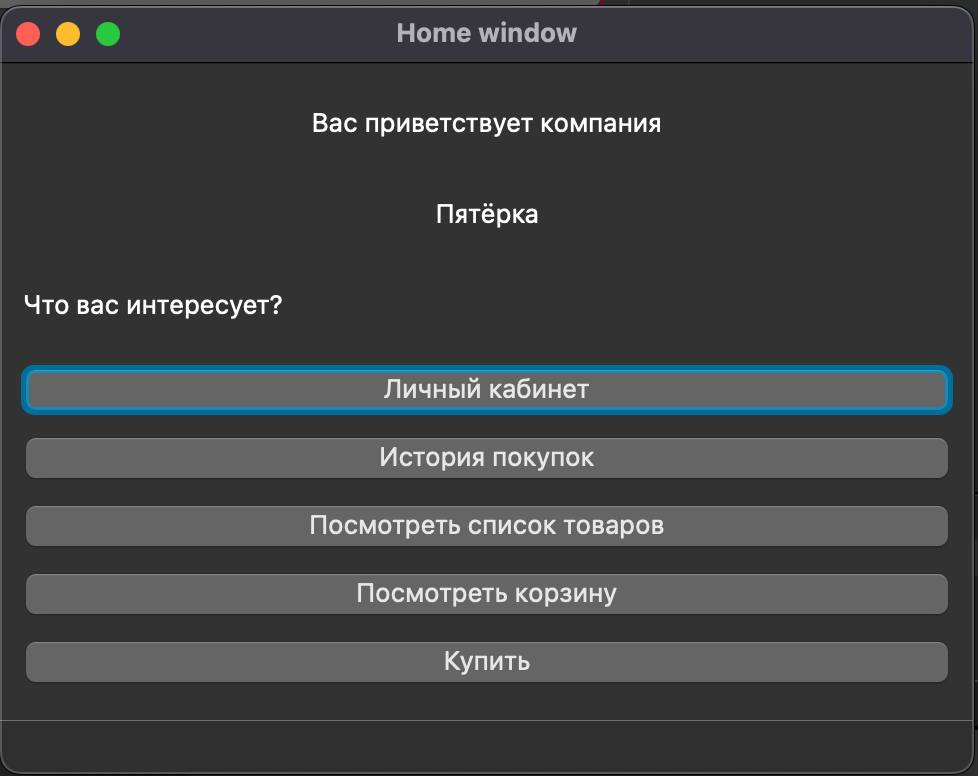 Home window
Вас приветствует компания
Пятёрка
Что вас интересует?
Личный кабинет
История покупок
Посмотреть список товаров
Посмотреть корзину
Купить